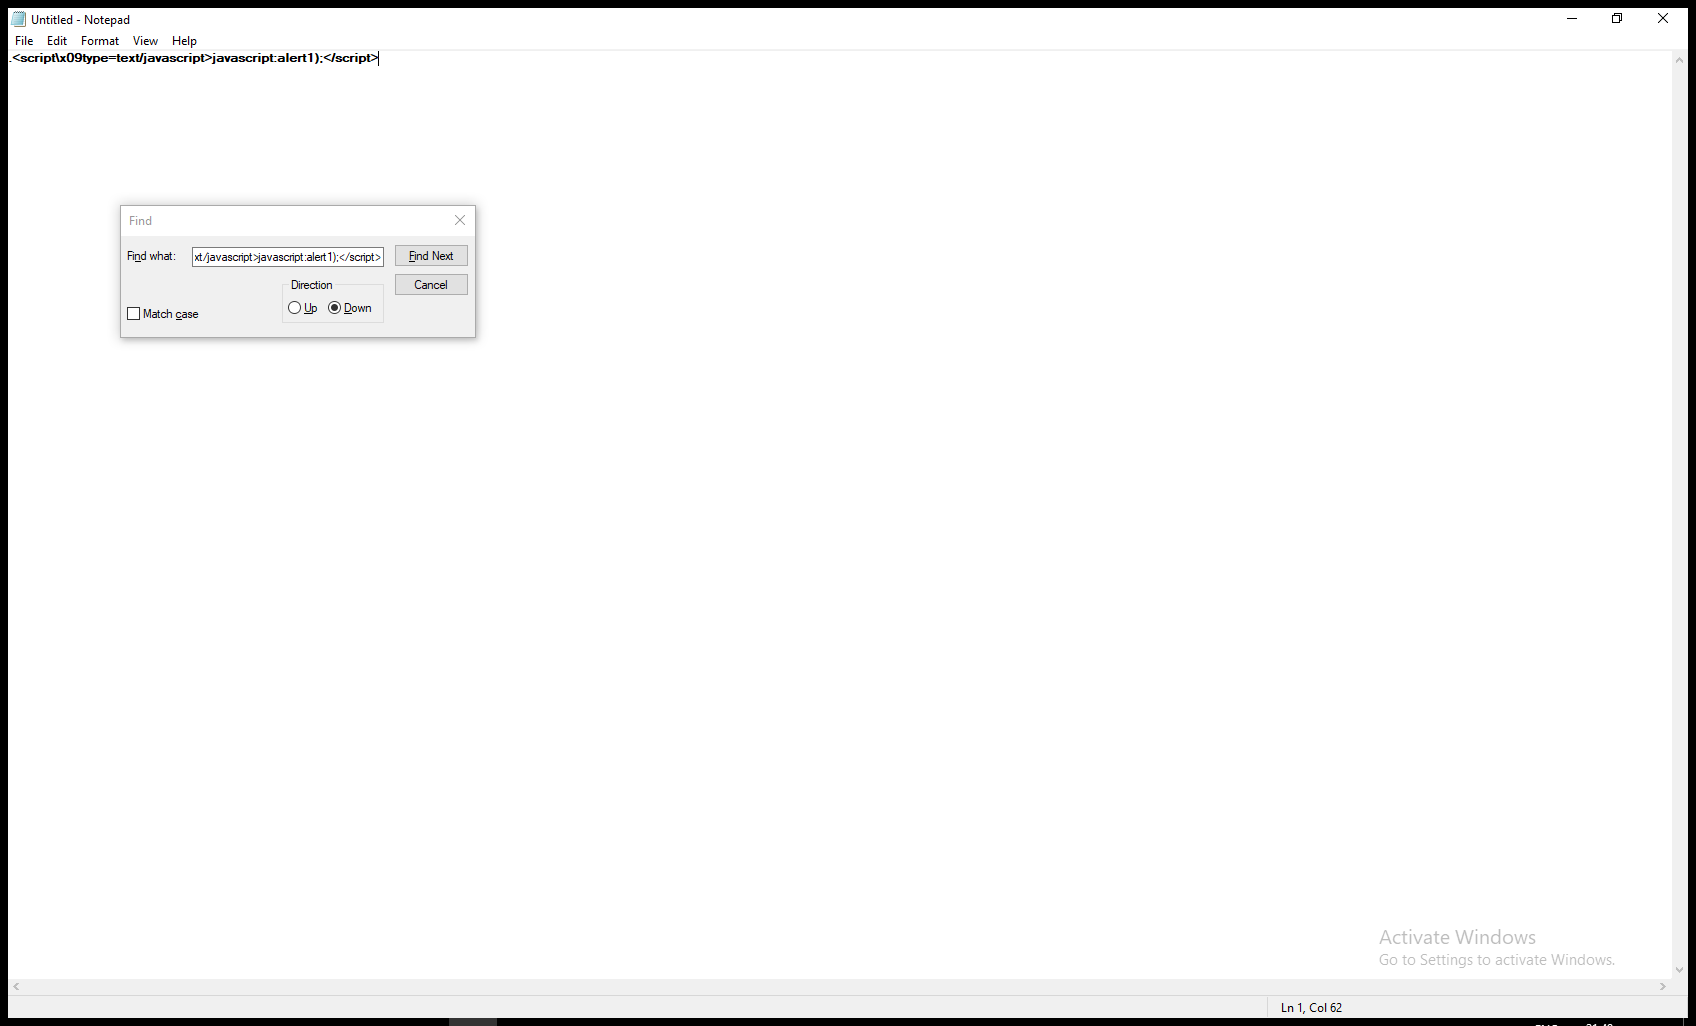 Untitled - Notepad
File Edit Format View Help
.<script\x09type=text/javascript>javascript:alert1);</script>
Find
Find what: xt/javascript>javascript:alert1);</script> Find Next
Direction Cancel
Up Down
Match case
Activate Windows
Go to Settings to activate Windows.
Ln 1, Col 62